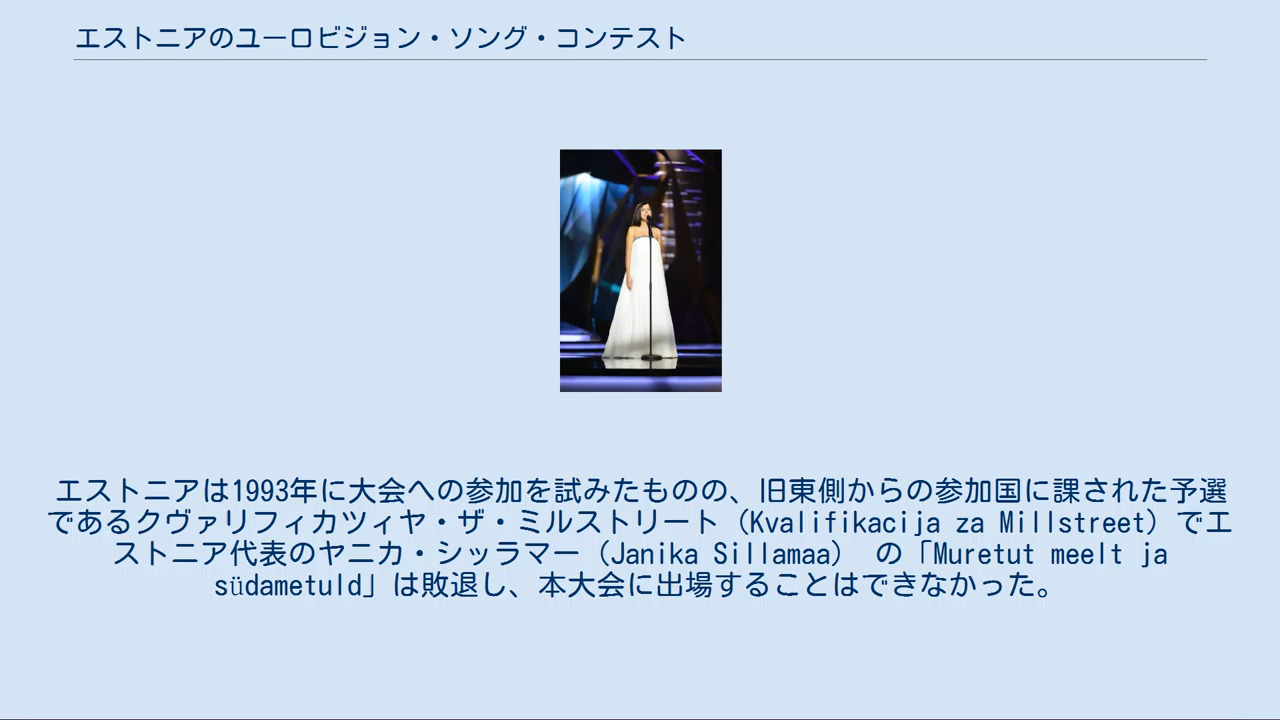 エストニアのユーロビジョン・ソング・コンテスト
エストニアは1993年に大会への参加を試みたものの、旧東側からの参加国に課された予選
であるクヴァリフィカツィヤ・ザ・ミルストリート（Kvalifikacija za Millstreet）でエ
ストニア代表のヤニカ・シッラマー（Janika Sillamaa） の「Muretut meelt ja
südametuld」は敗退し、本大会に出場することはできなかった。